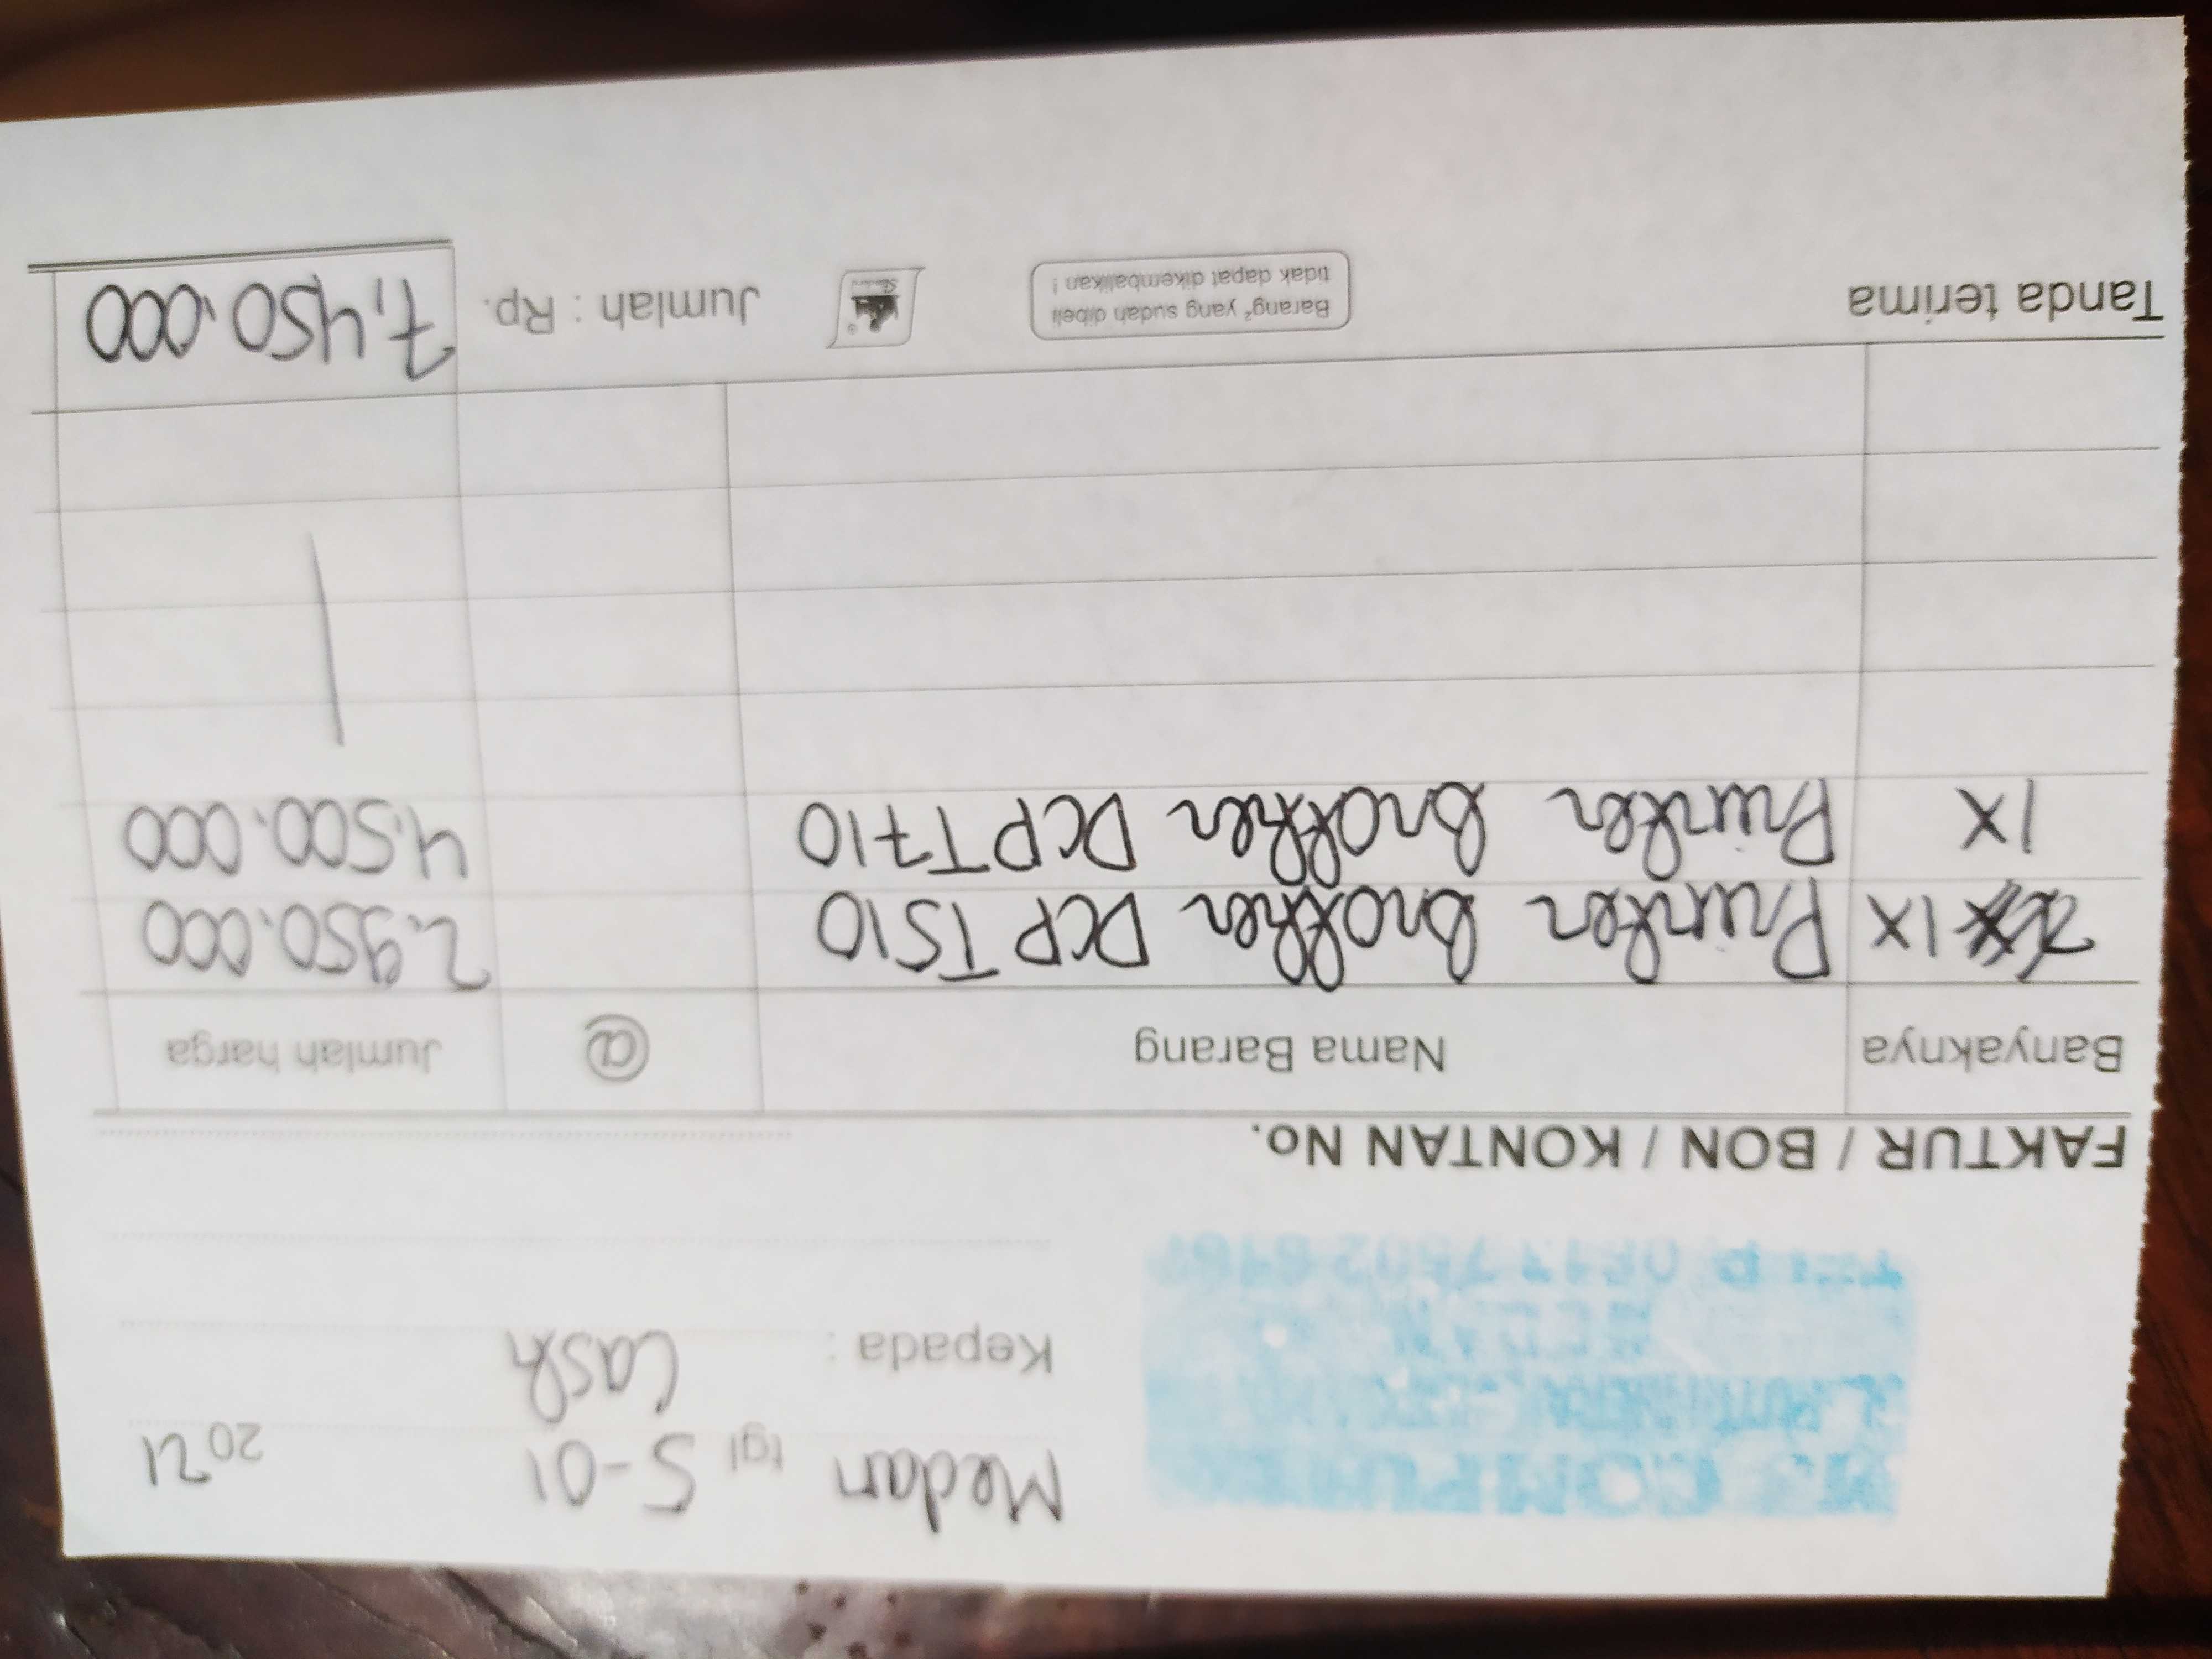 Medan tgl 5-01 2021
Kepada : Cash
FAKTUR / BON / KONTAN No.
Banyaknya Nama Barang @ Jumlah harga
1X Printer Brother DCP T510 2.950.000
1X Printer Brother DCP T710 4.500.000
Tanda terima
Barang² yang sudah dibeli
tidak dapat dikembalikan !
Jumlah : Rp. 7,450.000